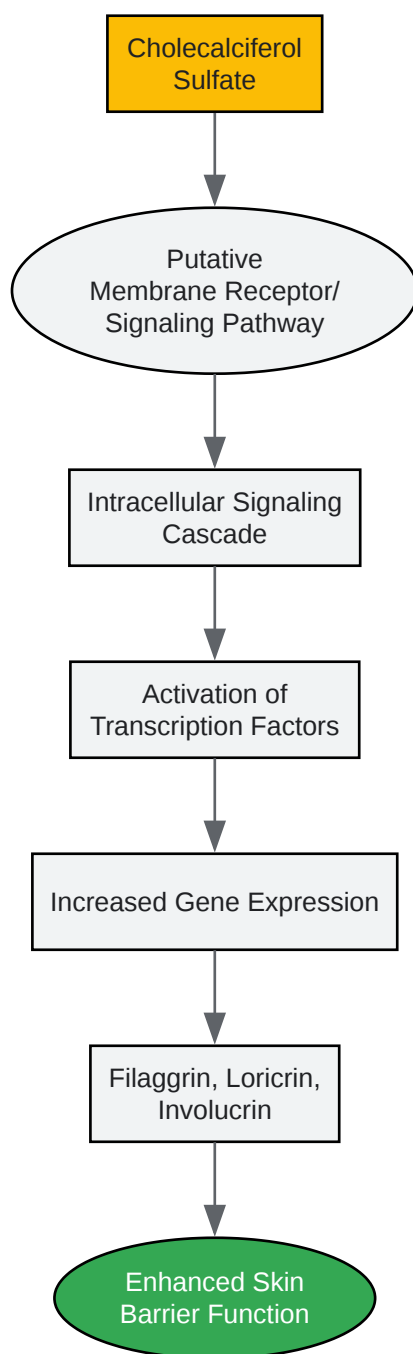 Cholecalciferol
Sulfate
Putative
Membrane Receptor/
Signaling Pathway
Intracellular Signaling
Cascade
Activation of
Transcription Factors
Increased Gene Expression
Filaggrin, Loricrin,
Involucrin
Enhanced Skin
Barrier Function